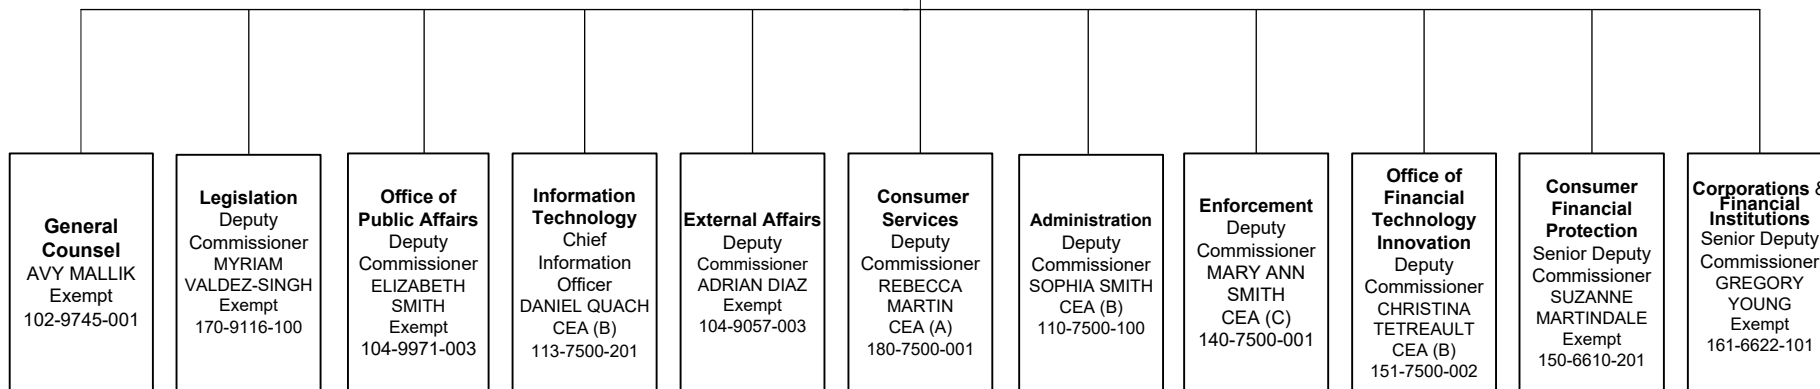 General
Counsel
AVY MALLIK
Exempt
102-9745-001
Legislation
Deputy
Commissioner
MYRIAM
VALDEZ-SINGH
Exempt
170-9116-100
Office of
Public Affairs
Deputy
Commissioner
ELIZABETH
SMITH
Exempt
104-9971-003
Information
Technology
Chief
Information
Officer
DANIEL QUACH
CEA (B)
113-7500-201
External Affairs
Deputy
Commissioner
ADRIAN DIAZ
Exempt
104-9057-003
Consumer
Services
Deputy
Commissioner
REBECCA
MARTIN
CEA (A)
180-7500-001
Administration
Deputy
Commissioner
SOPHIA SMITH
CEA (B)
110-7500-100
Enforcement
Deputy
Commissioner
MARY ANN
SMITH
CEA (C)
140-7500-001
Office of
Financial
Technology
Innovation
Deputy
Commissioner
CHRISTINA
TETREAULT
CEA (B)
151-7500-002
Consumer
Financial
Protection
Senior Deputy
Commissioner
SUZANNE
MARTINDALE
Exempt
150-6610-201
Corporations &
Financial
Institutions
Senior Deputy
Commissioner
GREGORY
YOUNG
Exempt
161-6622-101